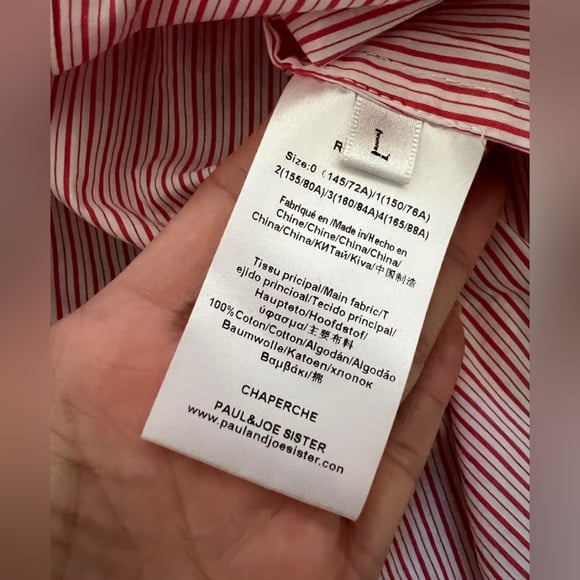 1
R
Size:0 (145/72A)/1(150/76A)
2(155/80A)/3(160/84A)4(165/88A)
Fabriqué en/Made in/Hecho en
Chine/Chine/China/China/
China/China/КИТай/Kiva/中国制造
Tissu pricipal/Main fabric/T
ejido principal/Tecido principal/
Haupteto/Hoofdstof/
ύφασμα/主要布料
100%Coton/Cotton/Algodán/Algodão
Baumwolle/Katoen/хлопок
Βαμβάκι/棉
CHAPERCHE
PAUL&JOE SISTER
www.paulandjoesister.con